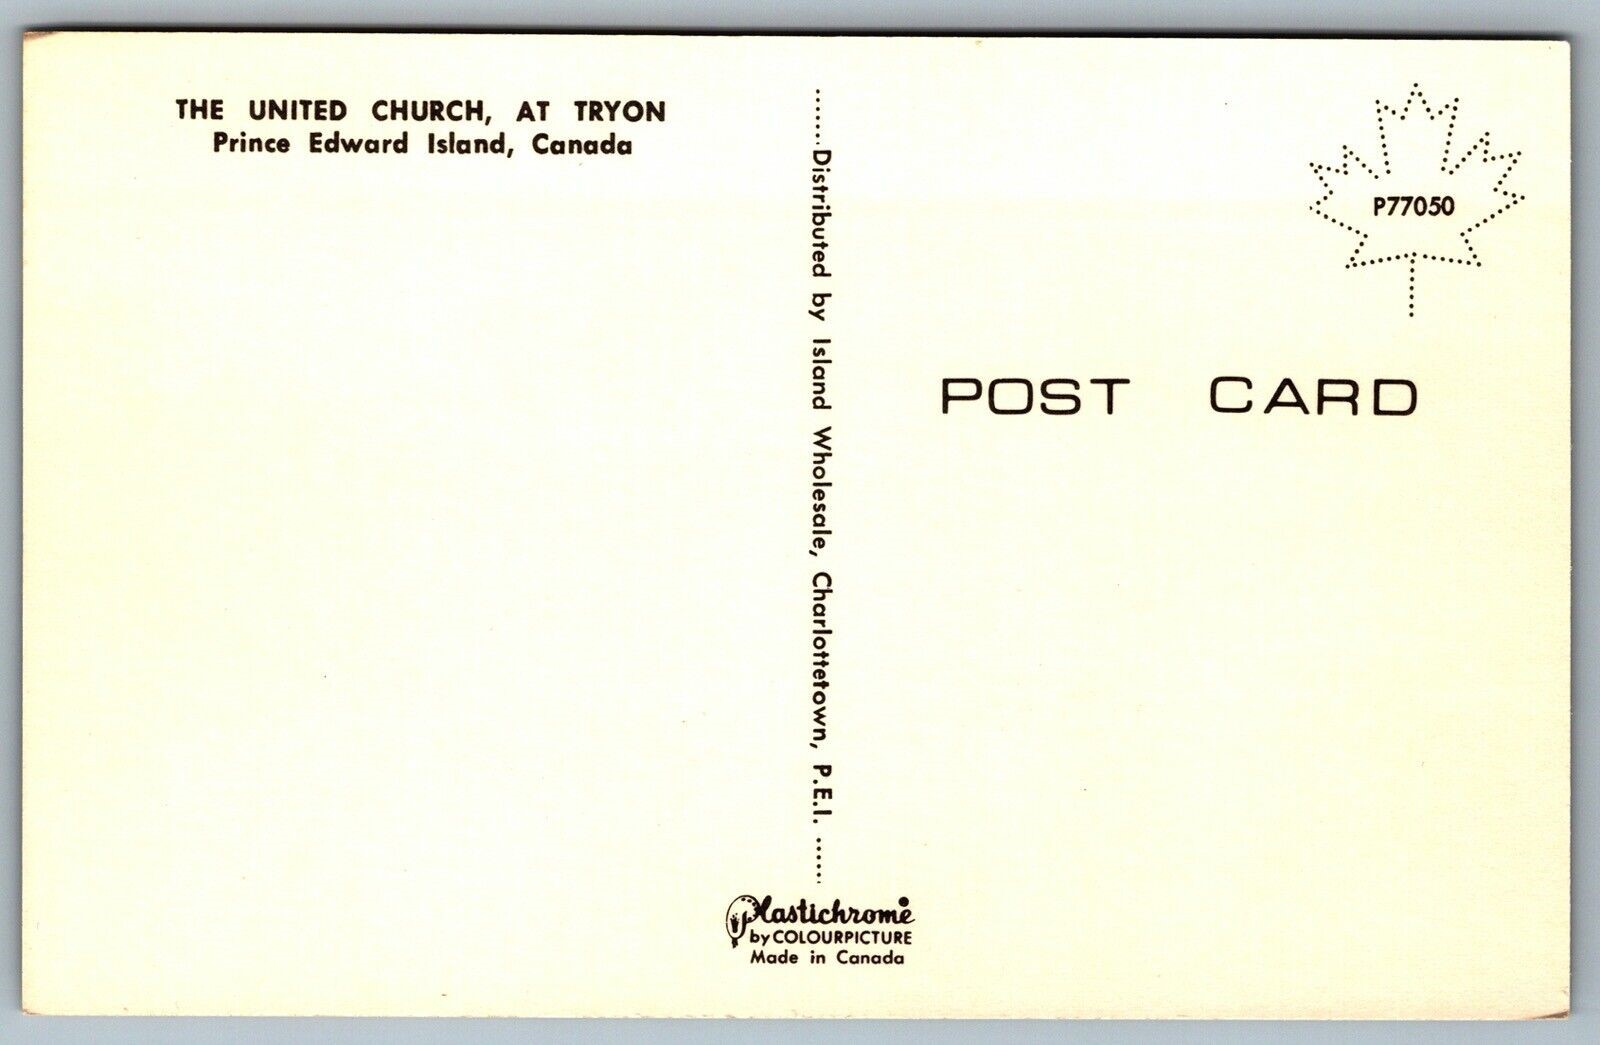 THE UNITED CHURCH, AT TRYON
Prince Edward Island, Canada
Distributed by Island Wholesale, Charlottetown, P.E.I.
P77050
POST CARD
Plastichrome
by COLOURPICTURE
Made in Canada